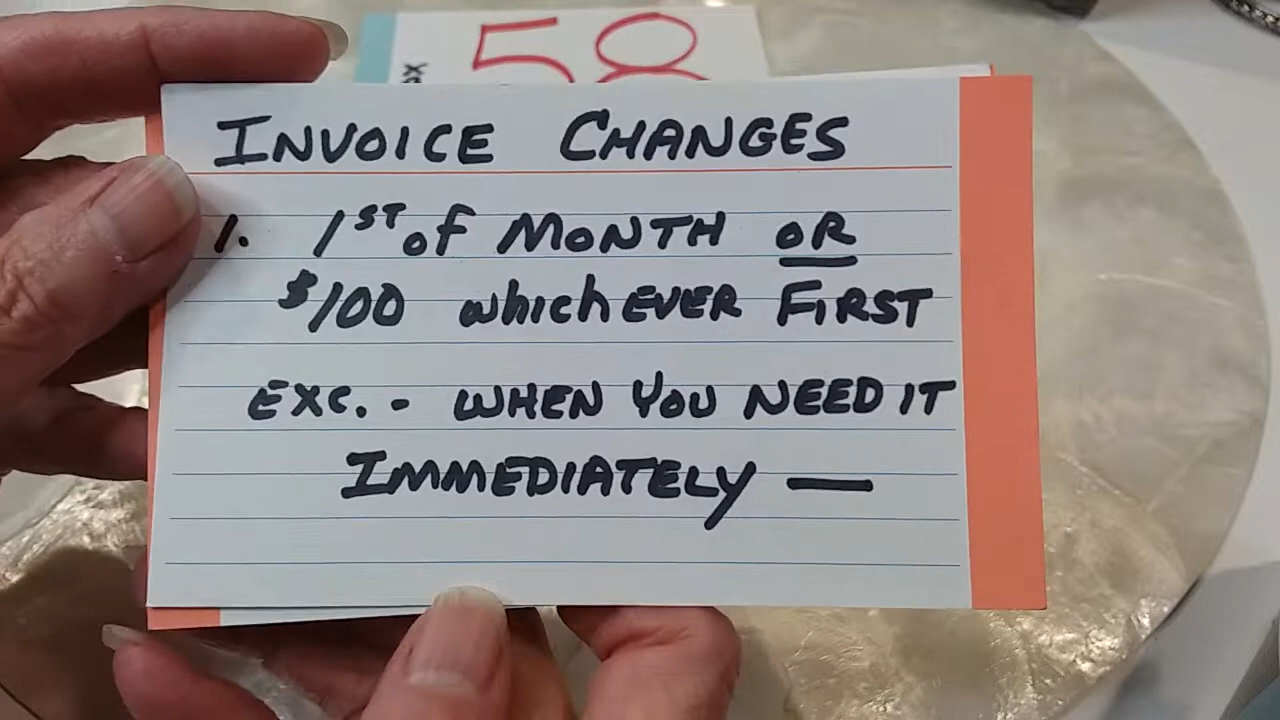 58
INVOICE CHANGES
1. 1ST of MONTH OR
$100 whichEVER FIRST
EXC. - WHEN YOU NEED IT
IMMEDIATELY —